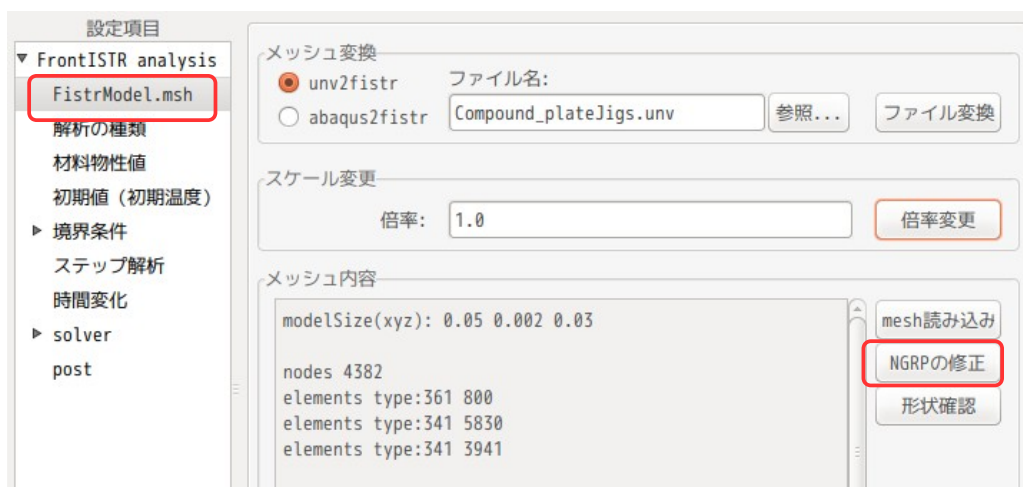 設定項目
▼ FrontISTR analysis
FistrModel.msh
解析の種類
材料物性値
初期値（初期温度）
▶ 境界条件
ステップ解析
時間変化
▶ solver
post
メッシュ変換
unv2fistr
ファイル名:
abaqus2fistr
Compound_plateJigs.unv
参照...
ファイル変換
スケール変更
倍率:
1.0
倍率変更
メッシュ内容
modelSize(xyz): 0.05 0.002 0.03
nodes 4382
elements type:361 800
elements type:341 5830
elements type:341 3941
mesh読み込み
NGRPの修正
形状確認